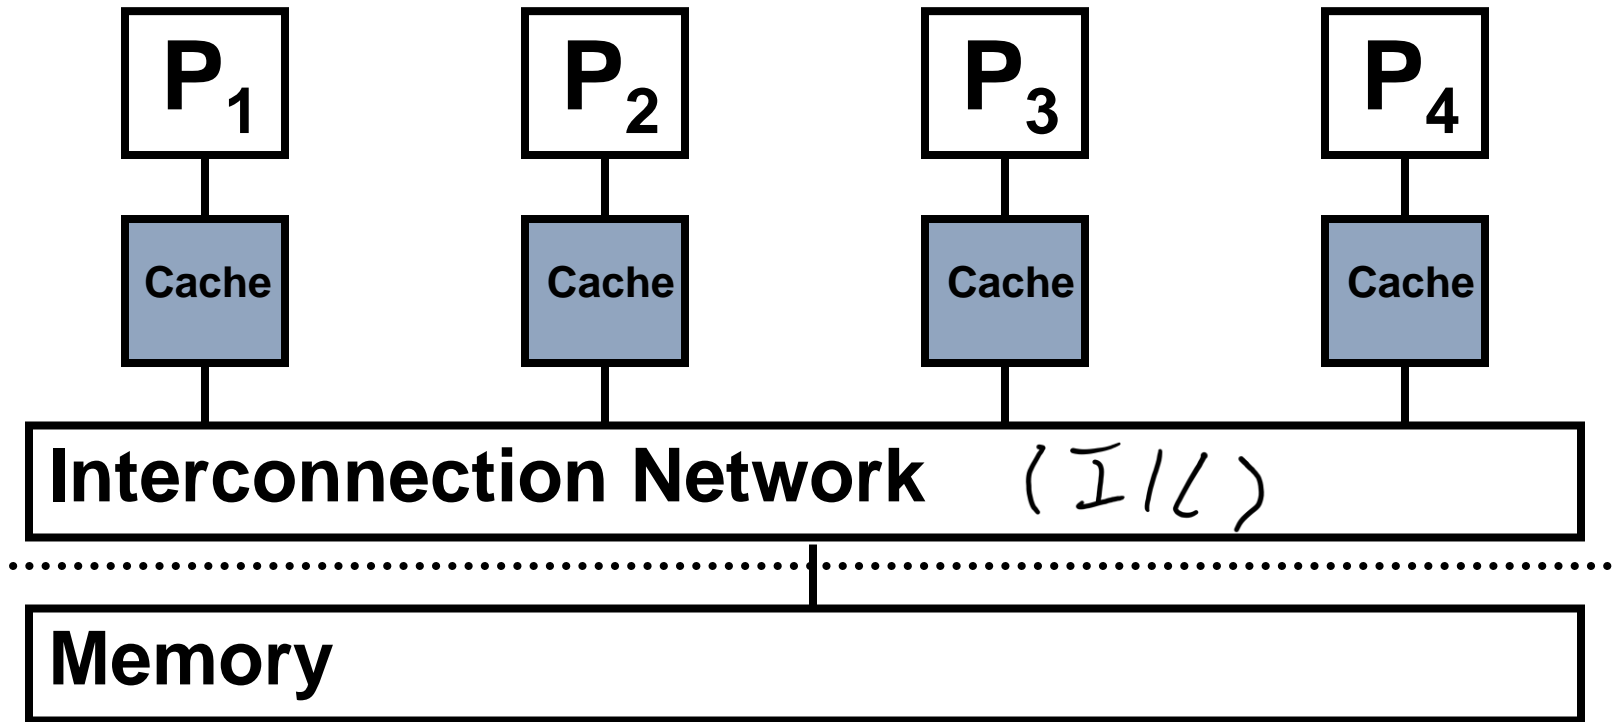 P1 P2 P3 P4
Cache Cache Cache Cache
Interconnection Network (I/C)
Memory